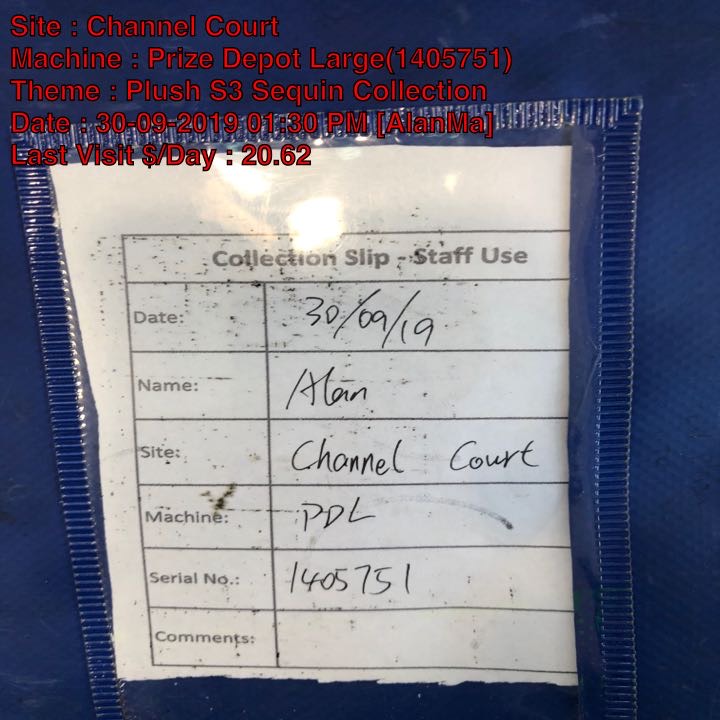 Site : Channel Court
Machine : Prize Depot Large(1405751)
Theme : Plush S3 Sequin Collection
Date : 30-09-2019 01:30 PM [AlanMa]
Last Visit $/Day : 20.62
Collection Slip - Staff Use
Date: 30/09/19
Name: Alan
Site: Channel Court
Machine: PDL
Serial No.: 1405751
Comments: